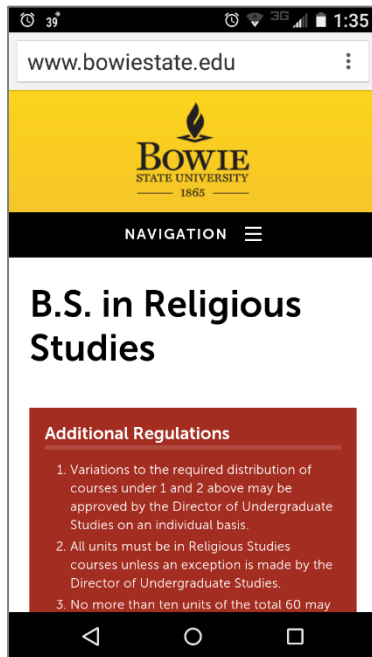 39° 3G 1:35
www.bowiestate.edu
BOWIE
STATE UNIVERSITY
1865
NAVIGATION
B.S. in Religious
Studies
Additional Regulations
1. Variations to the required distribution of
courses under 1 and 2 above may be
approved by the Director of Undergraduate
Studies on an individual basis.
2. All units must be in Religious Studies
courses unless an exception is made by the
Director of Undergraduate Studies.
3. No more than ten units of the total 60 may